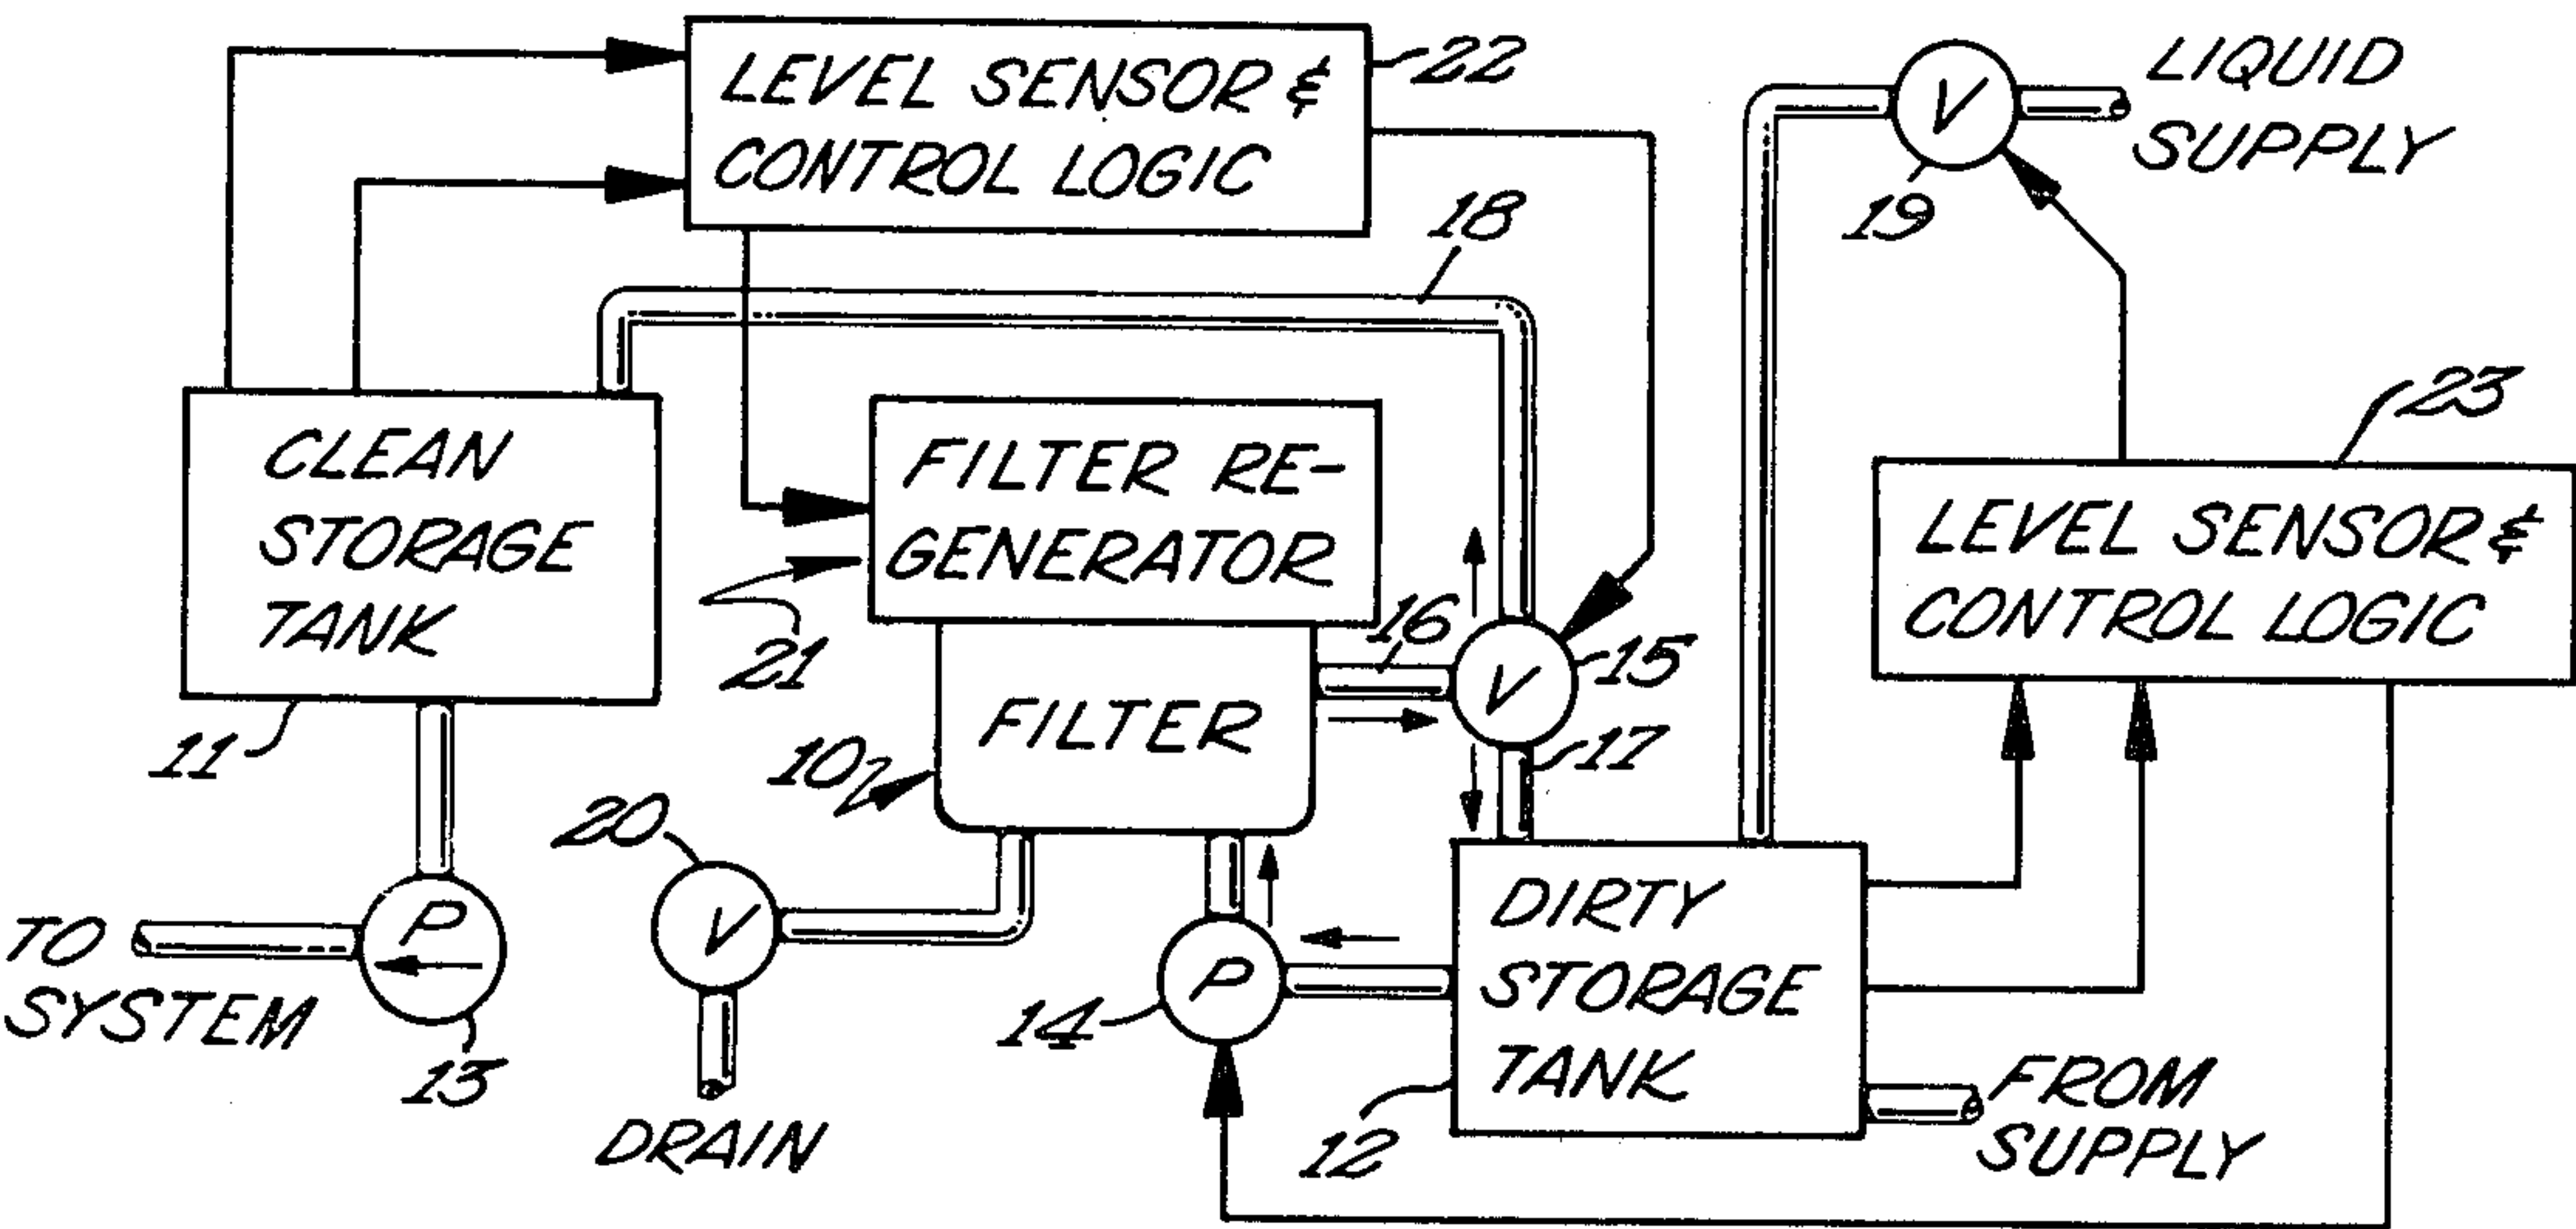 LEVEL SENSOR &
CONTROL LOGIC
22
LIQUID
SUPPLY
V
19
18
CLEAN
STORAGE
TANK
11
FILTER RE-
GENERATOR
21
FILTER
10
16
V
15
17
23
LEVEL SENSOR &
CONTROL LOGIC
20
V
DRAIN
TO
SYSTEM
P
13
P
14
DIRTY
STORAGE
TANK
12
FROM
SUPPLY